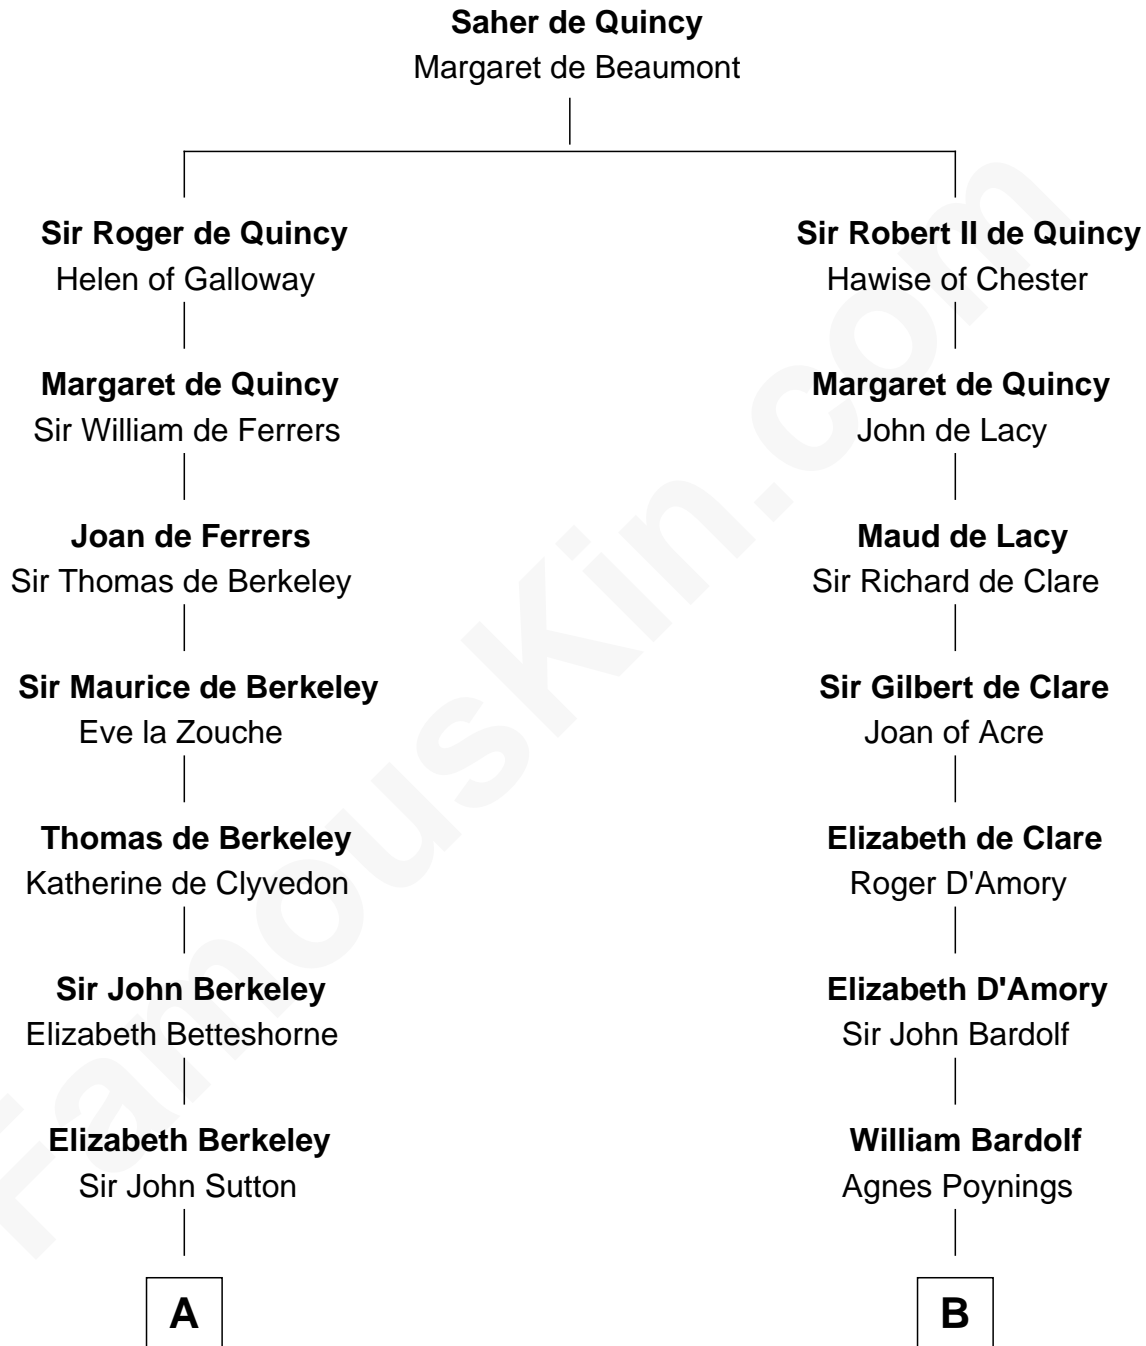 Saher de Quincy
Margaret de Beaumont
Sir Roger de Quincy
Helen of Galloway
Margaret de Quincy
Sir William de Ferrers
Joan de Ferrers
Sir Thomas de Berkeley
Sir Maurice de Berkeley
Eve la Zouche
Thomas de Berkeley
Katherine de Clyvedon
Sir John Berkeley
Elizabeth Betteshorne
Elizabeth Berkeley
Sir John Sutton
A
Sir Robert II de Quincy
Hawise of Chester
Margaret de Quincy
John de Lacy
Maud de Lacy
Sir Richard de Clare
Sir Gilbert de Clare
Joan of Acre
Elizabeth de Clare
Roger D'Amory
Elizabeth D'Amory
Sir John Bardolf
William Bardolf
Agnes Poynings
B
FamousKin.com